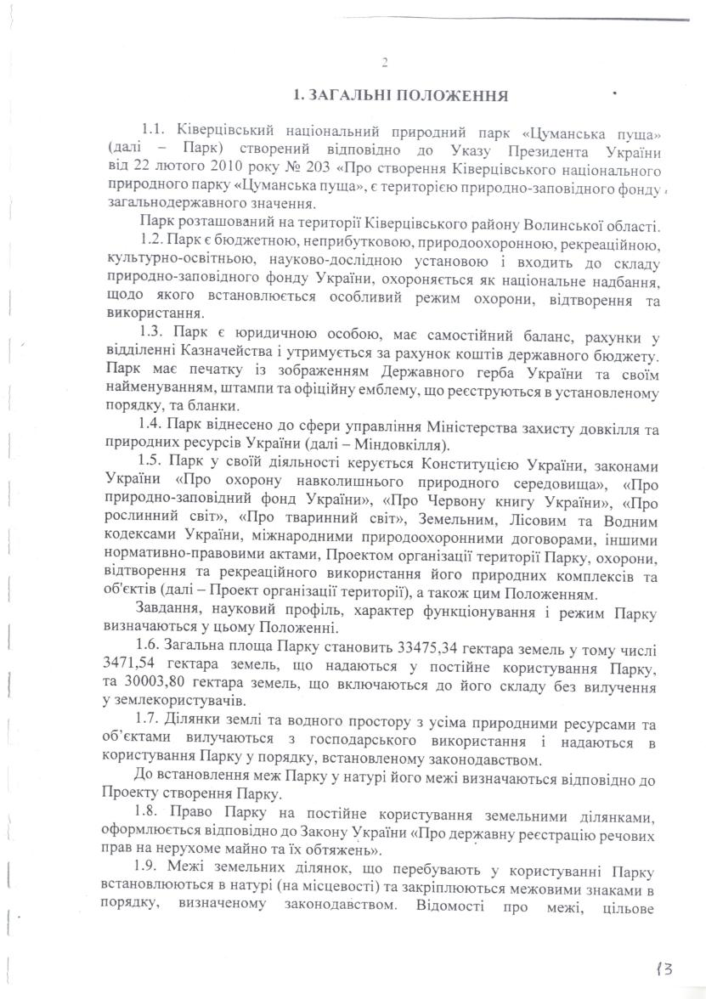 2
1. ЗАГАЛЬНІ ПОЛОЖЕННЯ
1.1. Ківерцівський національний природний парк «Цуманська пуща»
(далі – Парк) створений відповідно до Указу Президента України
від 22 лютого 2010 року № 203 «Про створення Ківерцівського національного
природного парку «Цуманська пуща», є територією природно-заповідного фонду
загальнодержавного значення.
Парк розташований на території Ківерцівського району Волинської області.
1.2. Парк є бюджетною, неприбутковою, природоохоронною, рекреаційною,
культурно-освітньою, науково-дослідною установою і входить до складу
природно-заповідного фонду України, охороняється як національне надбання,
щодо якого встановлюється особливий режим охорони, відтворення та
використання.
1.3. Парк є юридичною особою, має самостійний баланс, рахунки у
відділенні Казначейства і утримується за рахунок коштів державного бюджету.
Парк має печатку із зображенням Державного герба України та своїм
найменуванням, штампи та офіційну емблему, що реєструються в установленому
порядку, та бланки.
1.4. Парк віднесено до сфери управління Міністерства захисту довкілля та
природних ресурсів України (далі – Міндовкілля).
1.5. Парк у своїй діяльності керується Конституцією України, законами
України «Про охорону навколишнього природного середовища», «Про
природно-заповідний фонд України», «Про Червону книгу України», «Про
рослинний світ», «Про тваринний світ», Земельним, Лісовим та Водним
кодексами України, міжнародними природоохоронними договорами, іншими
нормативно-правовими актами, Проектом організації території Парку, охорони,
відтворення та рекреаційного використання його природних комплексів та
об'єктів (далі – Проект організації території), а також цим Положенням.
Завдання, науковий профіль, характер функціонування і режим Парку
визначаються у цьому Положенні.
1.6. Загальна площа Парку становить 33475,34 гектара земель у тому числі
3471,54 гектара земель, що надаються у постійне користування Парку,
та 30003,80 гектара земель, що включаються до його складу без вилучення
у землекористувачів.
1.7. Ділянки землі та водного простору з усіма природними ресурсами та
об’єктами вилучаються з господарського використання і надаються в
користування Парку у порядку, встановленому законодавством.
До встановлення меж Парку у натурі його межі визначаються відповідно до
Проекту створення Парку.
1.8. Право Парку на постійне користування земельними ділянками,
оформлюється відповідно до Закону України «Про державну реєстрацію речових
прав на нерухоме майно та їх обтяжень».
1.9. Межі земельних ділянок, що перебувають у користуванні Парку
встановлюються в натурі (на місцевості) та закріплюються межовими знаками в
порядку, визначеному законодавством. Відомості про межі, цільове
13